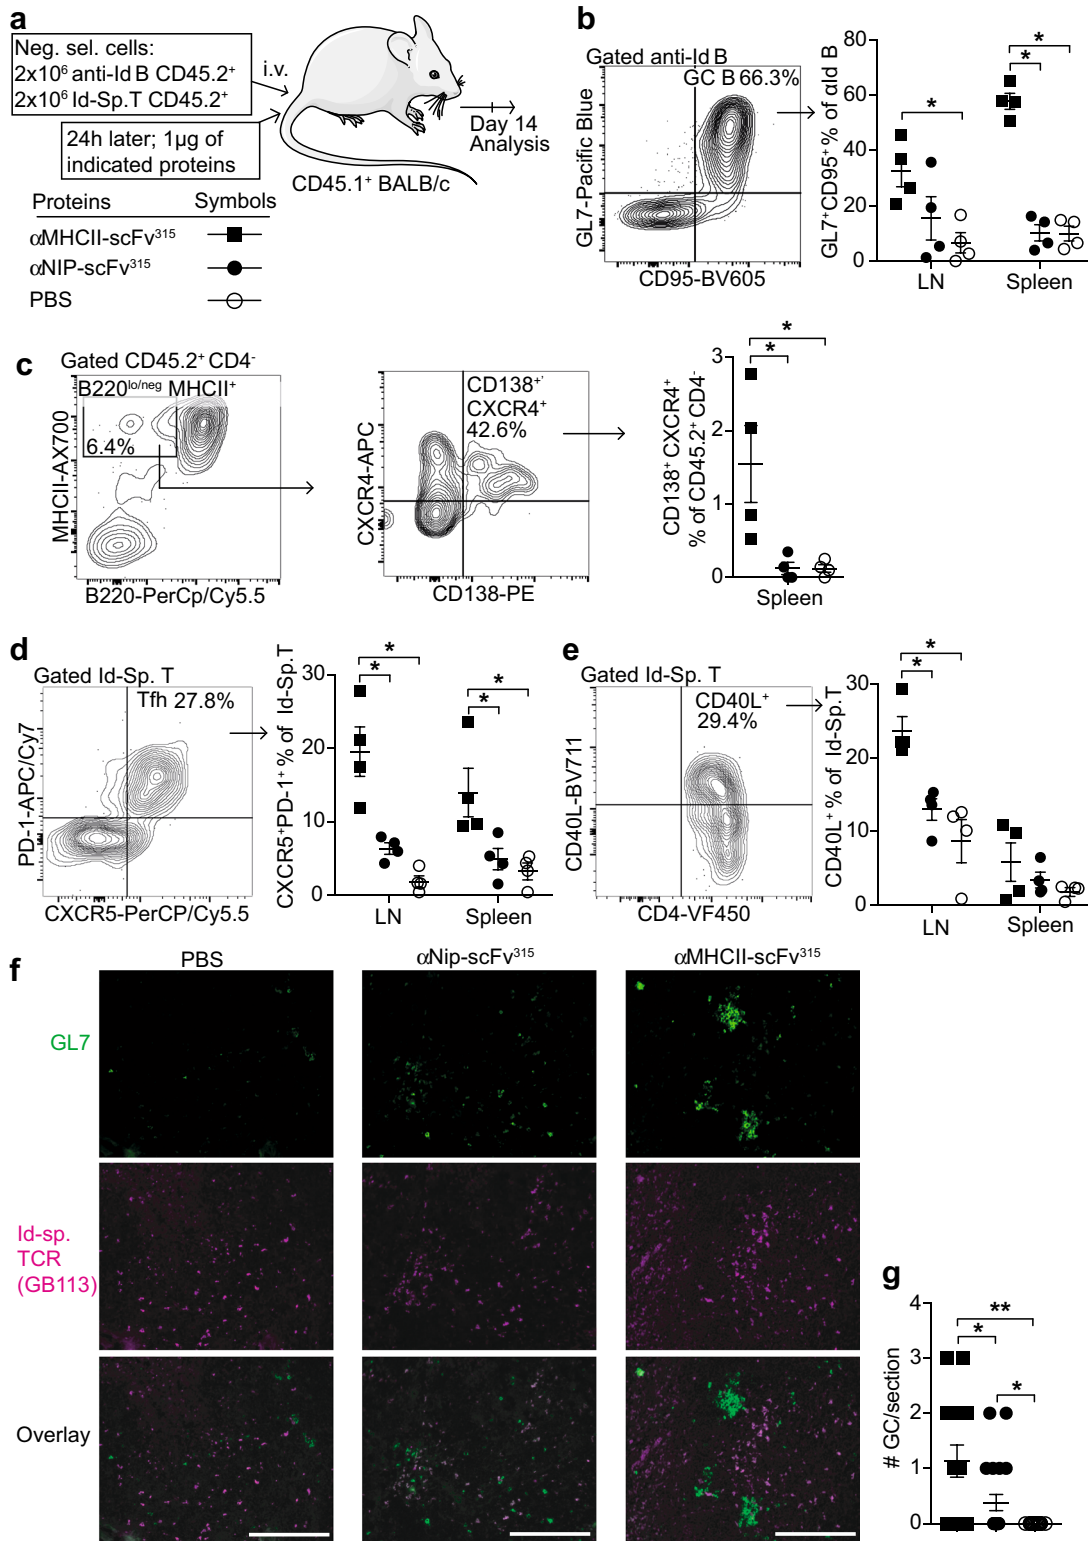 a
Neg. sel. cells:
2x10⁶ anti-Id B CD45.2⁺
2x10⁶ Id-Sp.T CD45.2⁺
i.v.
24h later; 1µg of
indicated proteins
Day 14
Analysis
CD45.1⁺ BALB/c
Proteins Symbols
αMHCII-scFv³¹⁵
αNIP-scFv³¹⁵
PBS
b
Gated anti-Id B
GC B 66.3%
GL7-Pacific Blue
CD95-BV605
GL7⁺CD95⁺ % of αId B
80
60
40
20
0
LN Spleen
* * *
c
Gated CD45.2⁺ CD4⁻
B220^lo/neg MHCII⁺
6.4%
MHCII-AX700
B220-PerCp/Cy5.5
CD138⁺'
CXCR4⁺
42.6%
CXCR4-APC
CD138-PE
CD138⁺ CXCR4⁺
% of CD45.2⁺ CD4⁻
3
2
1
0
Spleen
* *
d
Gated Id-Sp. T
Tfh 27.8%
PD-1-APC/Cy7
CXCR5-PerCP/Cy5.5
CXCR5⁺PD-1⁺ % of Id-Sp.T
30
20
10
0
LN Spleen
* * * *
e
Gated Id-Sp. T
CD40L⁺
29.4%
CD40L-BV711
CD4-VF450
CD40L⁺ % of Id-Sp.T
30
20
10
0
LN Spleen
* *
f
PBS αNip-scFv³¹⁵ αMHCII-scFv³¹⁵
GL7
Id-sp.
TCR
(GB113)
Overlay
g
# GC/section
4
3
2
1
0
** * *